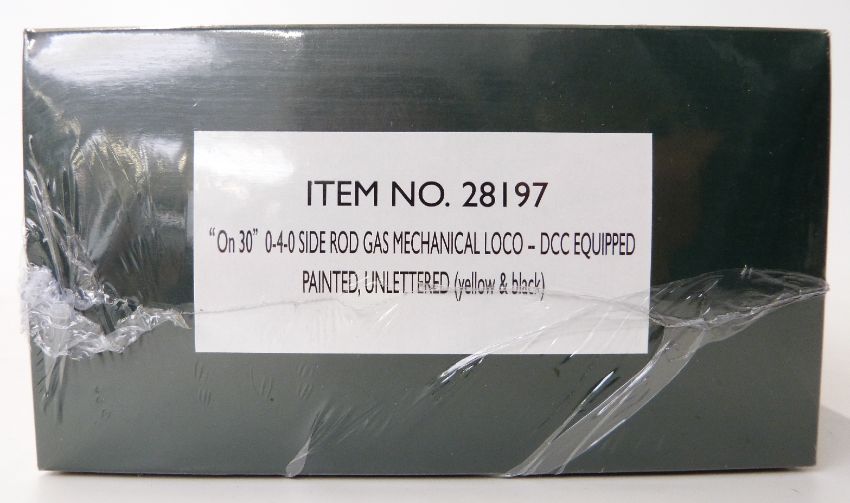 ITEM NO. 28197
“On 30” 0-4-0 SIDE ROD GAS MECHANICAL LOCO – DCC EQUIPPED
PAINTED, UNLETTERED (yellow & black)